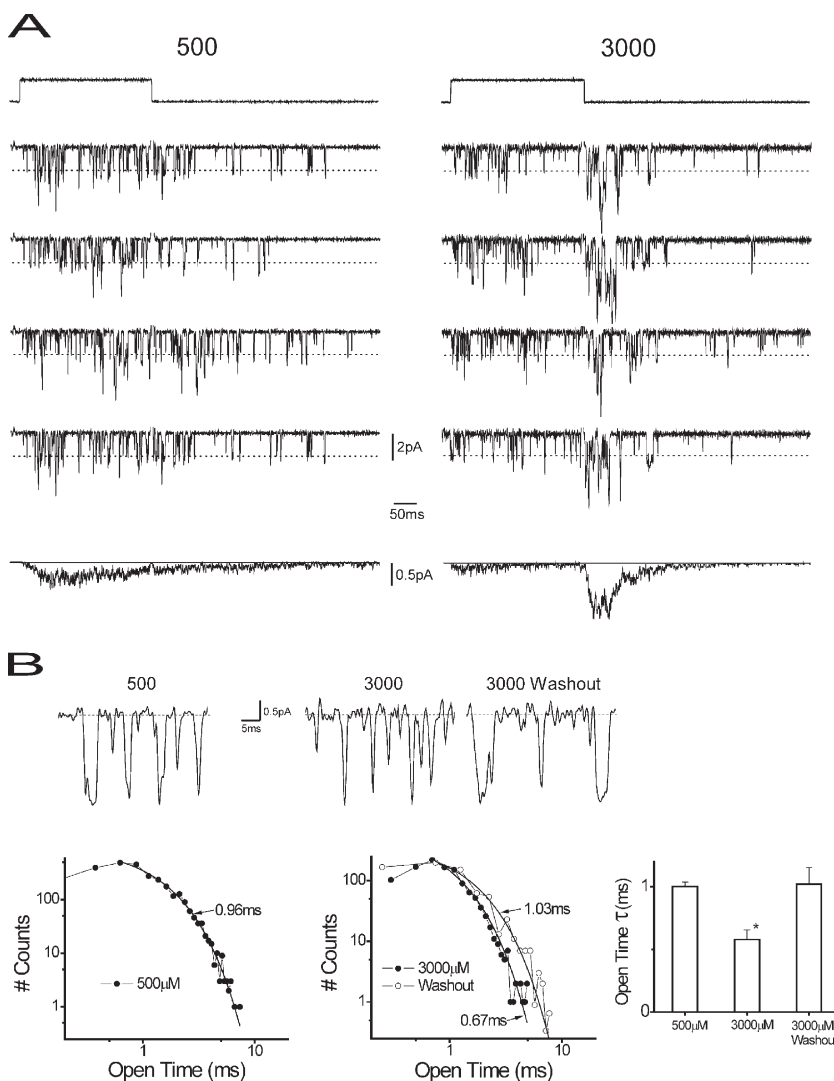 A
500
3000
2pA
50ms
0.5pA
B
500
3000
3000 Washout
0.5pA
5ms
# Counts
100
10
1
0.96ms
500μM
1
10
Open Time (ms)
# Counts
100
10
1
1.03ms
3000μM
Washout
0.67ms
1
10
Open Time (ms)
Open Time τ (ms)
1
0
*
500μM
3000μM
3000μM
Washou